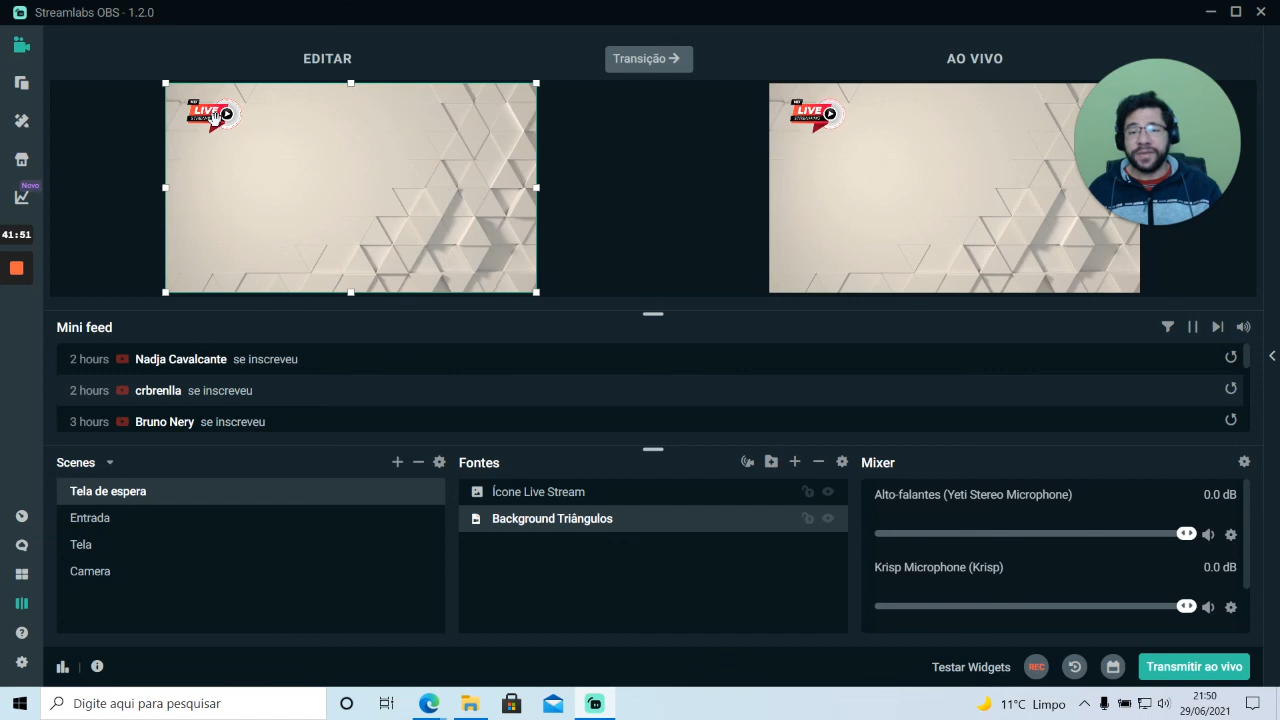 Streamlabs OBS - 1.2.0
EDITAR
Transição
AO VIVO
LIVE
STREAMING
LIVE
STREAMING
Novo
41:51
Mini feed
2 hours Nadja Cavalcante se inscreveu
2 hours crbrenlla se inscreveu
3 hours Bruno Nery se inscreveu
Scenes
Tela de espera
Entrada
Tela
Camera
Fontes
Ícone Live Stream
Background Triângulos
Mixer
Alto-falantes (Yeti Stereo Microphone) 0.0 dB
Krisp Microphone (Krisp) 0.0 dB
Testar Widgets
REC
Transmitir ao vivo
Digite aqui para pesquisar
11°C Limpo
21:50
29/06/2021